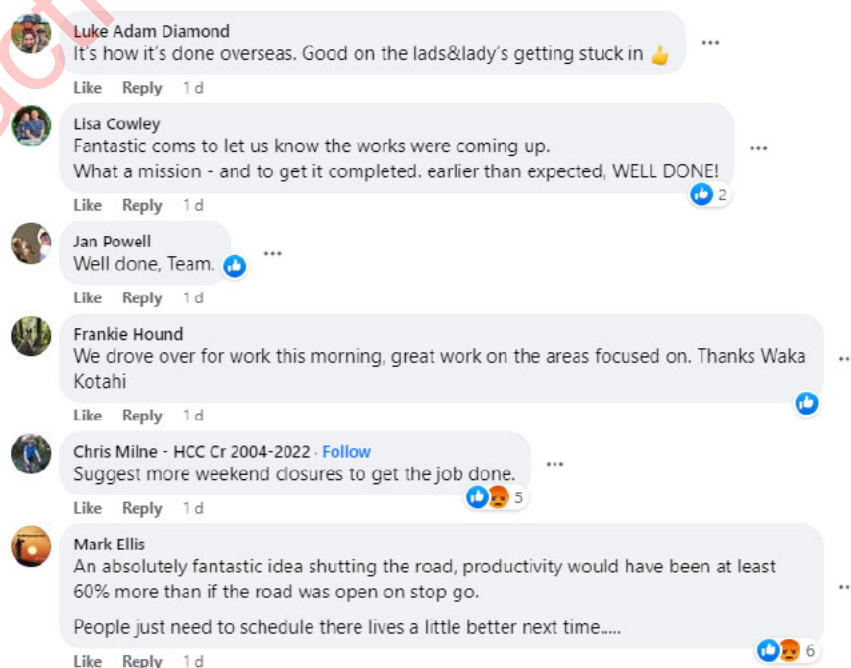 Luke Adam Diamond
It's how it's done overseas. Good on the lads&lady's getting stuck in 👍
Like Reply 1 d
Lisa Cowley
Fantastic coms to let us know the works were coming up.
What a mission - and to get it completed. earlier than expected, WELL DONE!
2
Like Reply 1 d
Jan Powell
Well done, Team.
Like Reply 1 d
Frankie Hound
We drove over for work this morning, great work on the areas focused on. Thanks Waka
Kotahi
Like Reply 1 d
Chris Milne - HCC Cr 2004-2022 · Follow
Suggest more weekend closures to get the job done.
5
Like Reply 1 d
Mark Ellis
An absolutely fantastic idea shutting the road, productivity would have been at least
60% more than if the road was open on stop go.
People just need to schedule there lives a little better next time.....
6
Like Reply 1 d